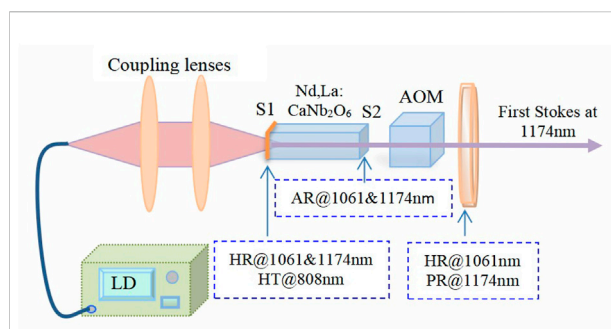 Coupling lenses
S1
Nd,La:
CaNb₂O₆
S2
AOM
First Stokes at
1174nm
AR@1061&1174nm
HR@1061&1174nm
HT@808nm
HR@1061nm
PR@1174nm
LD